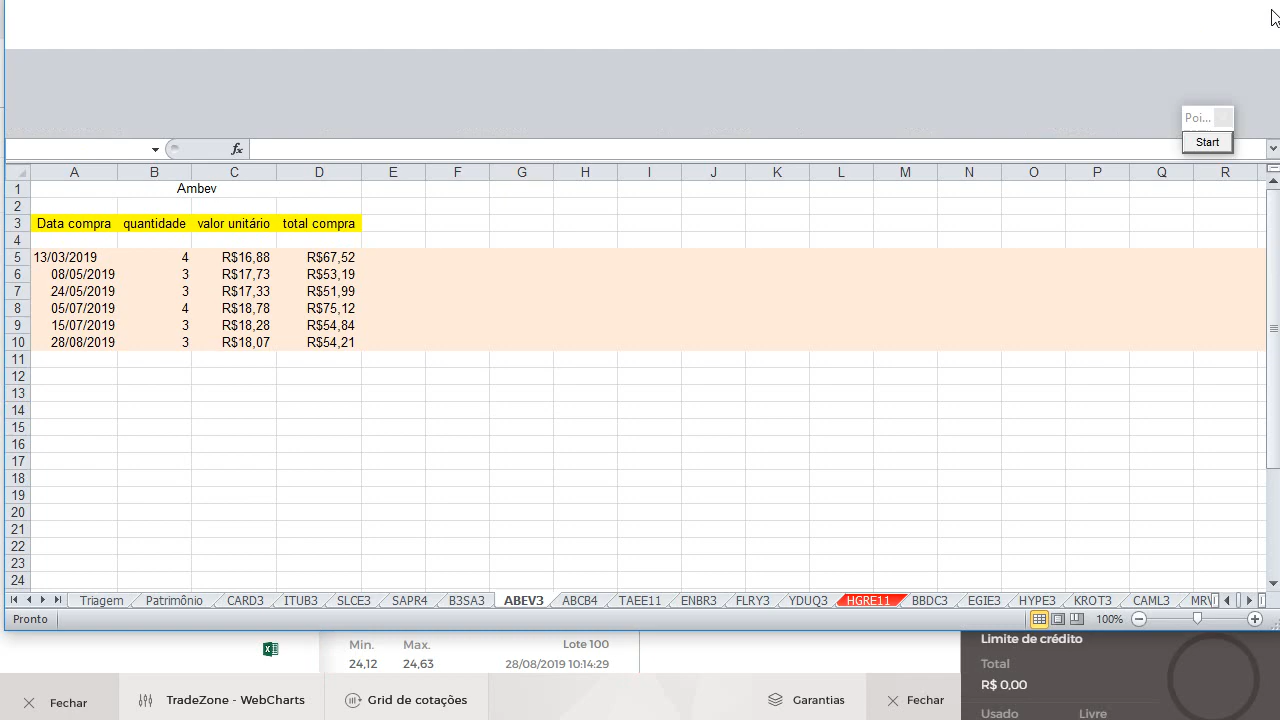 Poi...
Start
fx
A B C D E F G H I J K L M N O P Q R
1 Ambev
2
3 Data compra quantidade valor unitário total compra
4
5 13/03/2019 4 R$16,88 R$67,52
6 08/05/2019 3 R$17,73 R$53,19
7 24/05/2019 3 R$17,33 R$51,99
8 05/07/2019 4 R$18,78 R$75,12
9 15/07/2019 3 R$18,28 R$54,84
10 28/08/2019 3 R$18,07 R$54,21
11
12
13
14
15
16
17
18
19
20
21
22
23
24
Triagem Patrimônio CARD3 ITUB3 SLCE3 SAPR4 B3SA3 ABEV3 ABCB4 TAEE11 ENBR3 FLRY3 YDUQ3 HGRE11 BBDC3 EGIE3 HYPE3 KROT3 CAML3 MRV
Pronto 100%
Min. Max. Lote 100
24,12 24,63 28/08/2019 10:14:29
Limite de crédito
Total
R$ 0,00
Usado Livre
Fechar TradeZone - WebCharts Grid de cotações Garantias Fechar